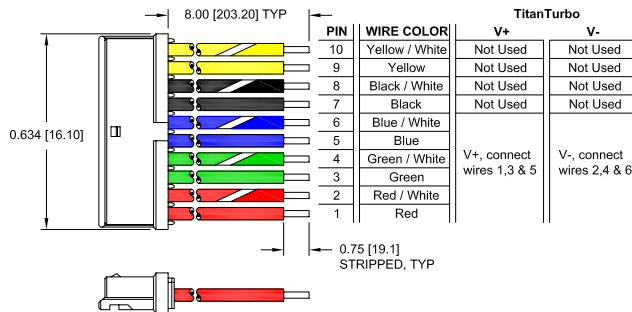 8.00 [203.20] TYP
0.634 [16.10]
0.75 [19.1]
STRIPPED, TYP
TitanTurbo
PIN WIRE COLOR V+ V-
10 Yellow / White Not Used Not Used
9 Yellow Not Used Not Used
8 Black / White Not Used Not Used
7 Black Not Used Not Used
6 Blue / White
5 Blue
4 Green / White
3 Green
2 Red / White
1 Red
V+, connect
wires 1,3 & 5
V-, connect
wires 2,4 & 6